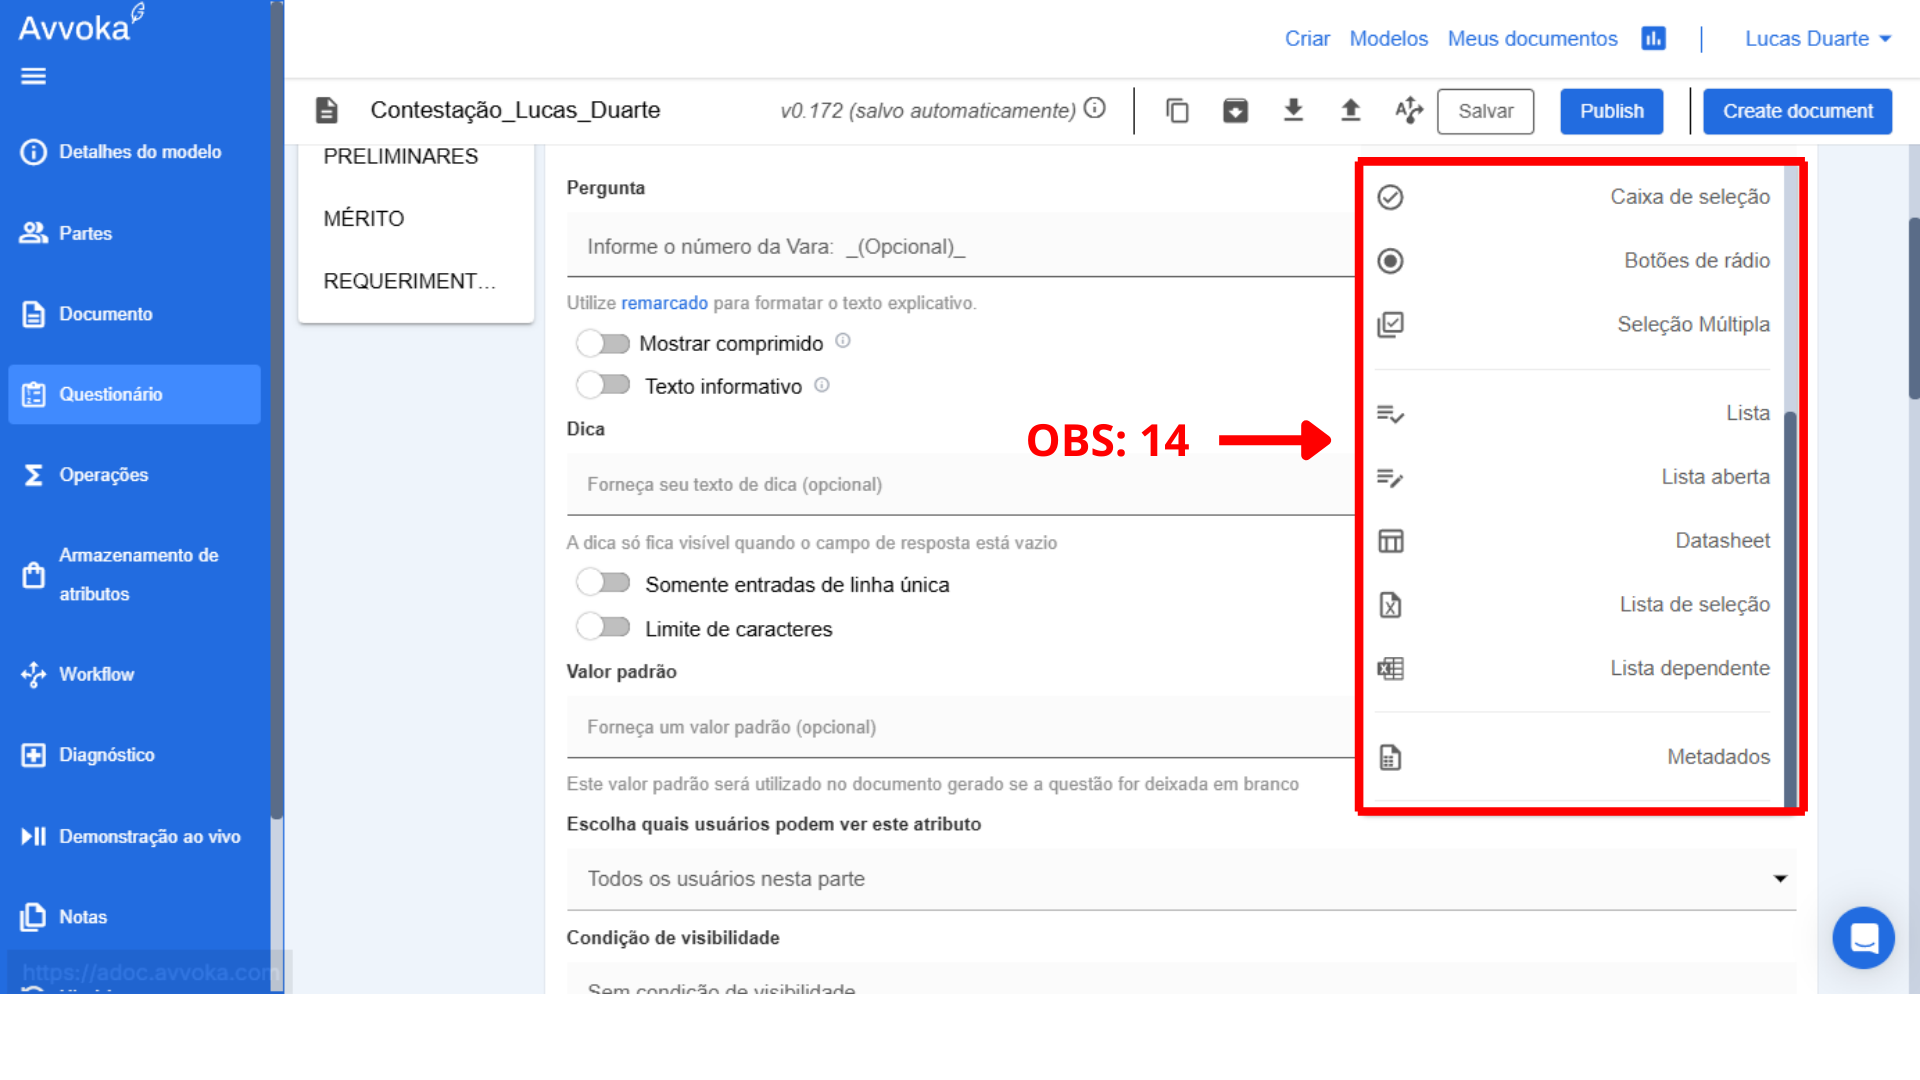 Avvoka
Criar Modelos Meus documentos
Lucas Duarte
Contestação_Lucas_Duarte
v0.172 (salvo automaticamente)
Salvar
Publish
Create document
Detalhes do modelo
Partes
Documento
Questionário
Operações
Armazenamento de
atributos
Workflow
Diagnóstico
Demonstração ao vivo
Notas
https://adoc.avvoka.com
PRELIMINARES
MÉRITO
REQUERIMENT...
Pergunta
Informe o número da Vara: _(Opcional)_
Utilize remarcado para formatar o texto explicativo.
Mostrar comprimido
Texto informativo
Dica
Forneça seu texto de dica (opcional)
A dica só fica visível quando o campo de resposta está vazio
Somente entradas de linha única
Limite de caracteres
Valor padrão
Forneça um valor padrão (opcional)
Este valor padrão será utilizado no documento gerado se a questão for deixada em branco
Escolha quais usuários podem ver este atributo
Todos os usuários nesta parte
Condição de visibilidade
Sem condição de visibilidade
OBS: 14
Caixa de seleção
Botões de rádio
Seleção Múltipla
Lista
Lista aberta
Datasheet
Lista de seleção
Lista dependente
Metadados